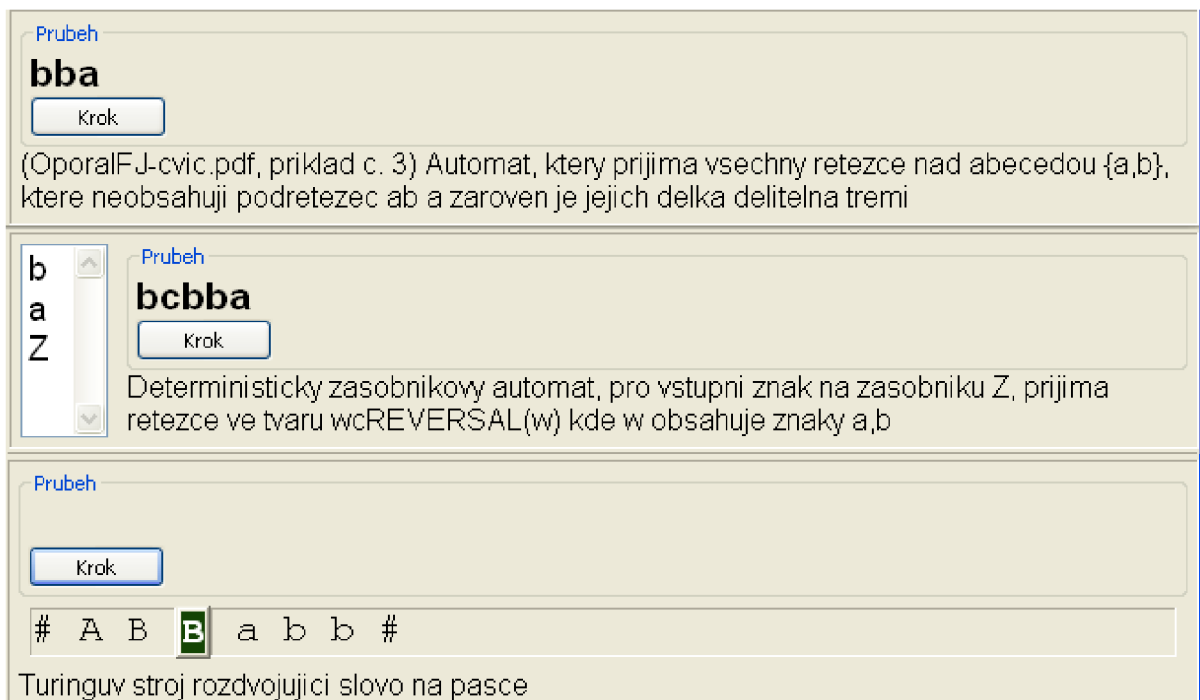 Prubeh
bba
Krok
(OporaIFJ-cvic.pdf, priklad c. 3) Automat, ktery prijima vsechny retezce nad abecedou {a,b},
ktere neobsahuji podretezec ab a zaroven je jejich delka delitelna tremi
b
a
Z
Prubeh
bcbba
Krok
Deterministicky zasobnikovy automat, pro vstupni znak na zasobniku Z, prijima
retezce ve tvaru wcREVERSAL(w) kde w obsahuje znaky a,b
Prubeh
Krok
# A B B a b b #
Turinguv stroj rozdvojujici slovo na pasce